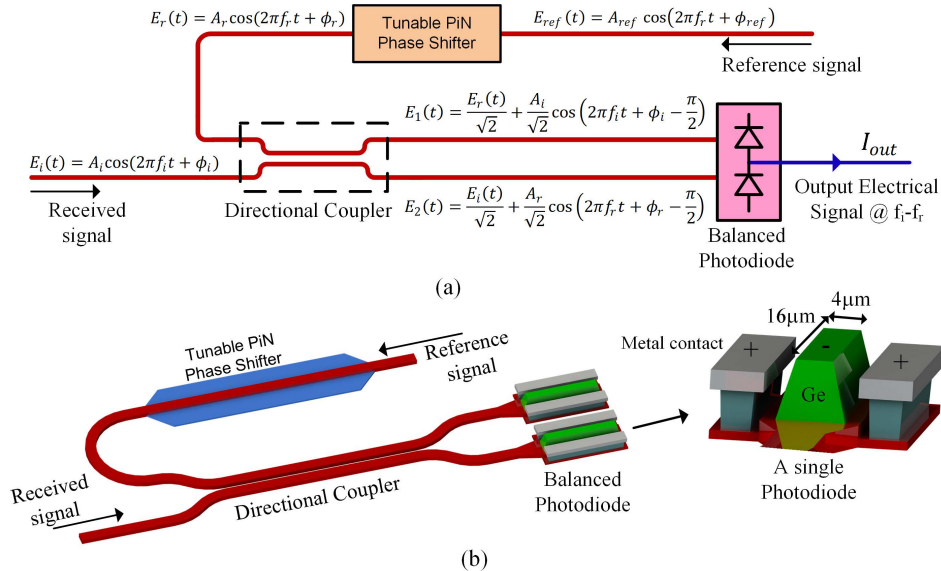 E_r(t) = A_r cos(2πf_r t + ϕ_r)
Tunable PiN
Phase Shifter
E_ref(t) = A_ref cos(2πf_r t + ϕ_ref)
Reference signal
E_1(t) = E_r(t)/√2 + A_i/√2 cos(2πf_i t + ϕ_i − π/2)
E_i(t) = A_i cos(2πf_i t + ϕ_i)
I_out
Received
signal
Directional Coupler
E_2(t) = E_i(t)/√2 + A_r/√2 cos(2πf_r t + ϕ_r − π/2)
Output Electrical
Signal @ f_i-f_r
Balanced
Photodiode
(a)
Tunable PiN
Phase Shifter
Reference
signal
Received
signal
Directional Coupler
Balanced
Photodiode
16μm
4μm
Metal contact
+
-
+
Ge
A single
Photodiode
(b)